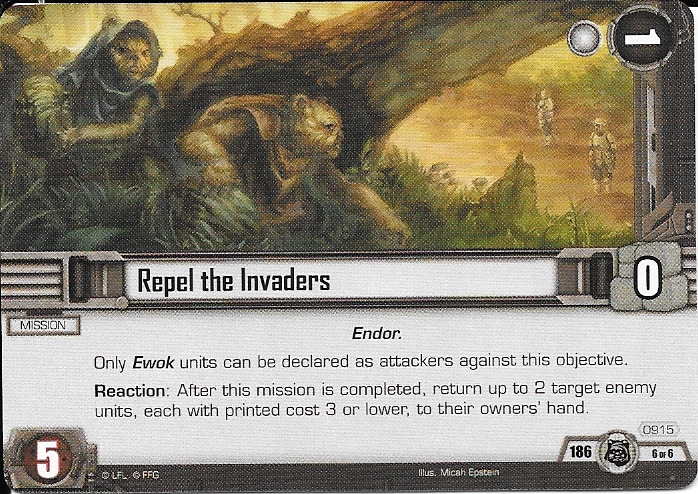 1
Repel the Invaders
0
MISSION
Endor.
Only Ewok units can be declared as attackers against this objective.
Reaction: After this mission is completed, return up to 2 target enemy
units, each with printed cost 3 or lower, to their owners' hand.
0915
5
186
6 OF 6
© LFL © FFG
Illus. Micah Epstein